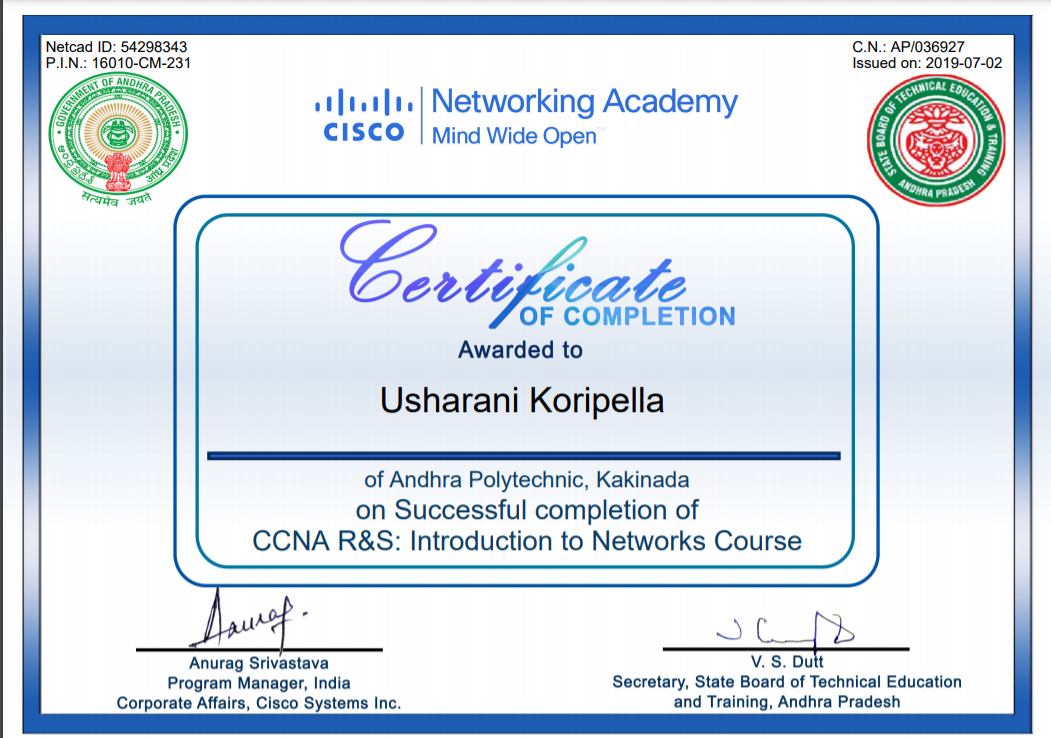 Netcad ID: 54298343
P.I.N.: 16010-CM-231
C.N.: AP/036927
Issued on: 2019-07-02
GOVERNMENT OF ANDHRA PRADESH
आंध्र प्रदेश
सत्यमेव जयते
CISCO
Networking Academy
Mind Wide Open
STATE BOARD OF TECHNICAL EDUCATION & TRAINING
ANDHRA PRADESH
Certificate
OF COMPLETION
Awarded to
Usharani Koripella
of Andhra Polytechnic, Kakinada
on Successful completion of
CCNA R&S: Introduction to Networks Course
Anurag Srivastava
Program Manager, India
Corporate Affairs, Cisco Systems Inc.
V. S. Dutt
Secretary, State Board of Technical Education
and Training, Andhra Pradesh